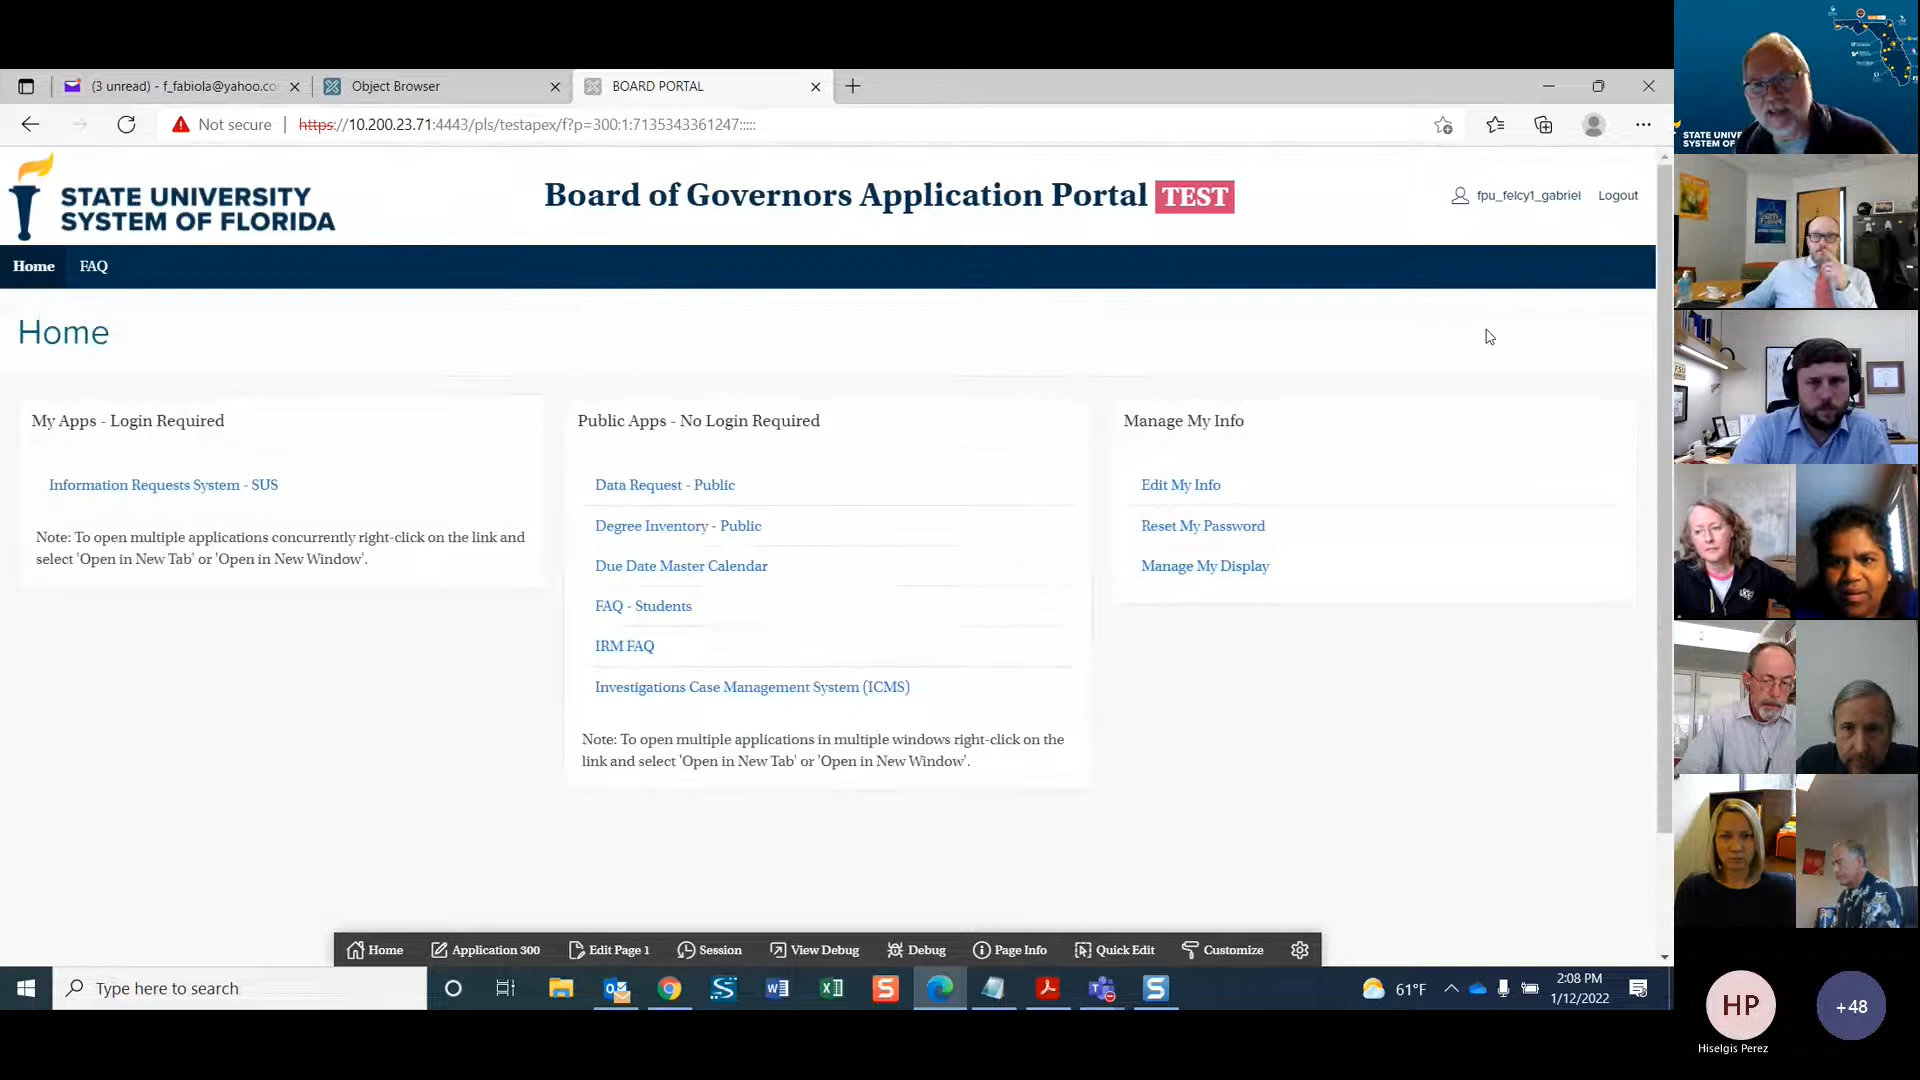 (3 unread) - f_fabiola@yahoo.co
Object Browser
BOARD PORTAL
Not secure
https://10.200.23.71:4443/pls/testapex/f?p=300:1:7135343361247:::::
STATE UNIVERSITY
SYSTEM OF FLORIDA
Board of Governors Application Portal TEST
fpu_felcy1_gabriel
Logout
Home
FAQ
Home
My Apps - Login Required
Information Requests System - SUS
Note: To open multiple applications concurrently right-click on the link and
select 'Open in New Tab' or 'Open in New Window'.
Public Apps - No Login Required
Data Request - Public
Degree Inventory - Public
Due Date Master Calendar
FAQ - Students
IRM FAQ
Investigations Case Management System (ICMS)
Note: To open multiple applications in multiple windows right-click on the
link and select 'Open in New Tab' or 'Open in New Window'.
Manage My Info
Edit My Info
Reset My Password
Manage My Display
Home
Application 300
Edit Page 1
Session
View Debug
Debug
Page Info
Quick Edit
Customize
Type here to search
61°F
2:08 PM
1/12/2022
STATE UNIV
SYSTEM OF
HP
Hiselgis Perez
+48